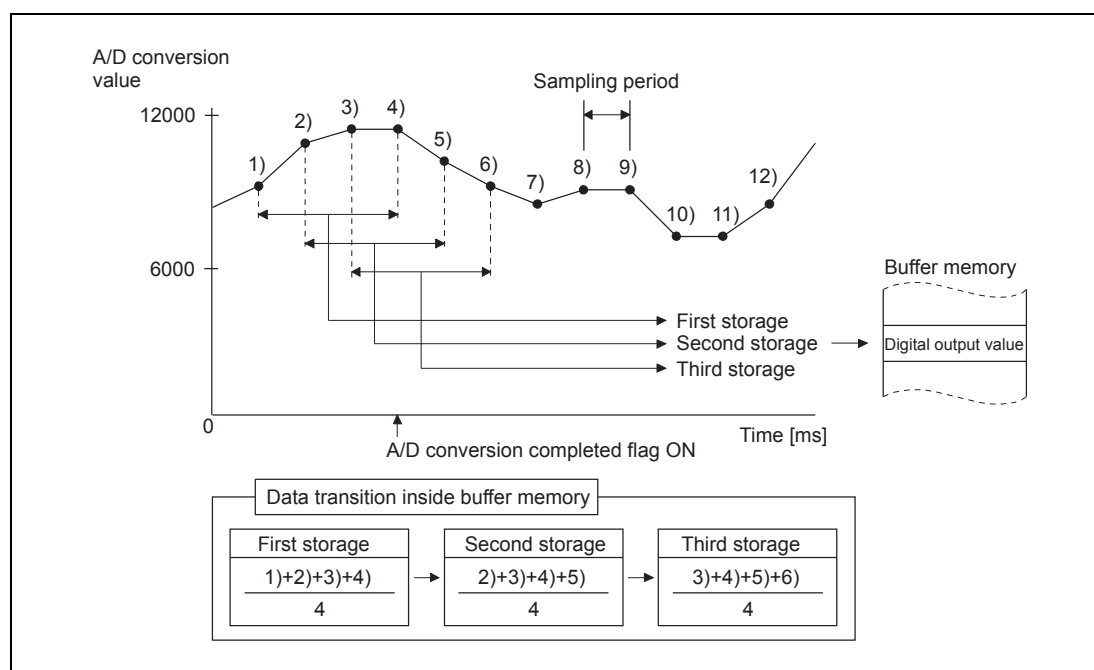 A/D conversion
value
Sampling period
12000
6000
0
1)
2)
3)
4)
5)
6)
7)
8)
9)
10)
11)
12)
First storage
Second storage
Third storage
Buffer memory
Digital output value
Time [ms]
A/D conversion completed flag ON
Data transition inside buffer memory
First storage
1)+2)+3)+4)
4
Second storage
2)+3)+4)+5)
4
Third storage
3)+4)+5)+6)
4